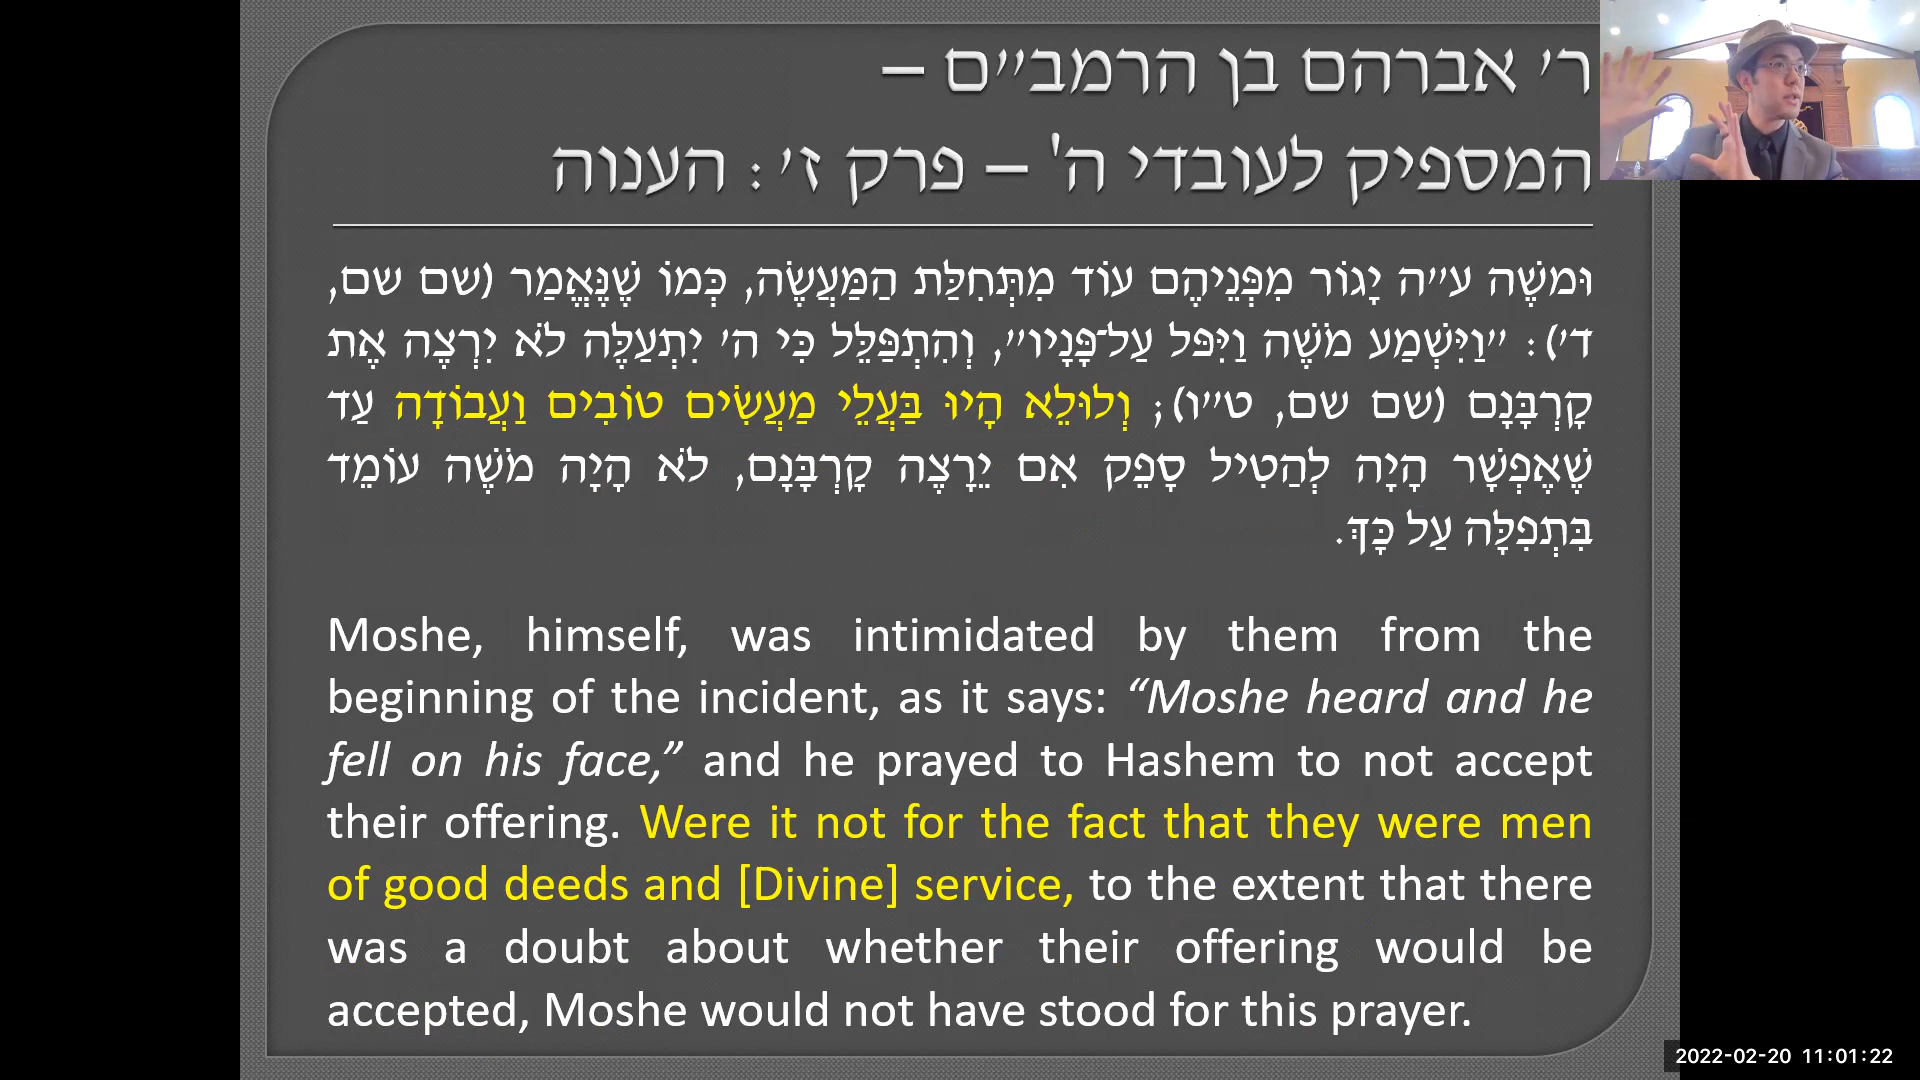 ר׳ אברהם בן הרמב״ם –
המספיק לעובדי ה' – פרק ז׳: הענוה
וּמֹשֶׁה ע״ה יָגוֹר מִפְּנֵיהֶם עוֹד מִתְּחִלַּת הַמַּעֲשֶׂה, כְּמוֹ שֶׁנֶּאֱמַר (שם שם,
ד׳): ״וַיִּשְׁמַע מֹשֶׁה וַיִּפֹּל עַל־פָּנָיו״, וְהִתְפַּלֵּל כִּי ה׳ יִתְעַלֶּה לֹא יִרְצֶה אֶת
קָרְבָּנָם (שם שם, ט״ו); וְלוּלֵא הָיוּ בַּעֲלֵי מַעֲשִׂים טוֹבִים וַעֲבוֹדָה עַד
שֶׁאֶפְשָׁר הָיָה לְהַטִיל סָפֵק אִם יֵרָצֶה קָרְבָּנָם, לֹא הָיָה מֹשֶׁה עוֹמֵד
בִּתְפִלָּה עַל כָּךְ.
Moshe, himself, was intimidated by them from the
beginning of the incident, as it says: “Moshe heard and he
fell on his face,” and he prayed to Hashem to not accept
their offering. Were it not for the fact that they were men
of good deeds and [Divine] service, to the extent that there
was a doubt about whether their offering would be
accepted, Moshe would not have stood for this prayer.
2022-02-20 11:01:22